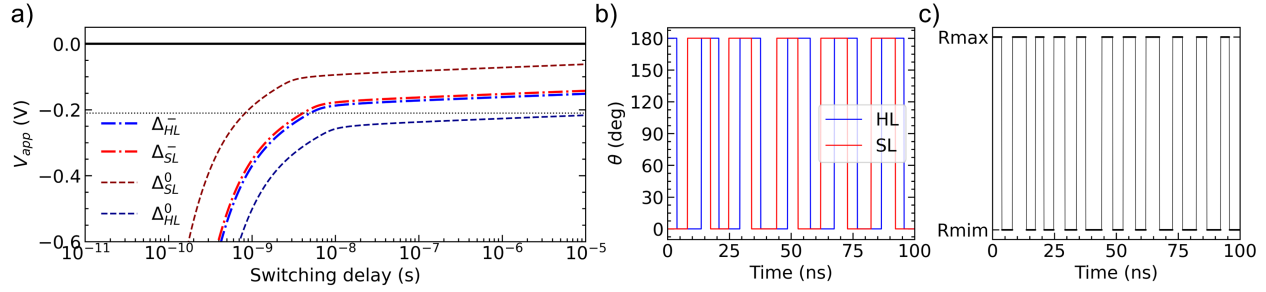 a)
V_app (V)
0.0
−0.2
−0.4
−0.6
Δ⁻_HL
Δ⁻_SL
Δ⁰_SL
Δ⁰_HL
10⁻¹¹ 10⁻¹⁰ 10⁻⁹ 10⁻⁸ 10⁻⁷ 10⁻⁶ 10⁻⁵
Switching delay (s)
b)
θ (deg)
180
150
120
90
60
30
0
HL
SL
0 25 50 75 100
Time (ns)
c)
Rmax
Rmim
0 25 50 75 100
Time (ns)